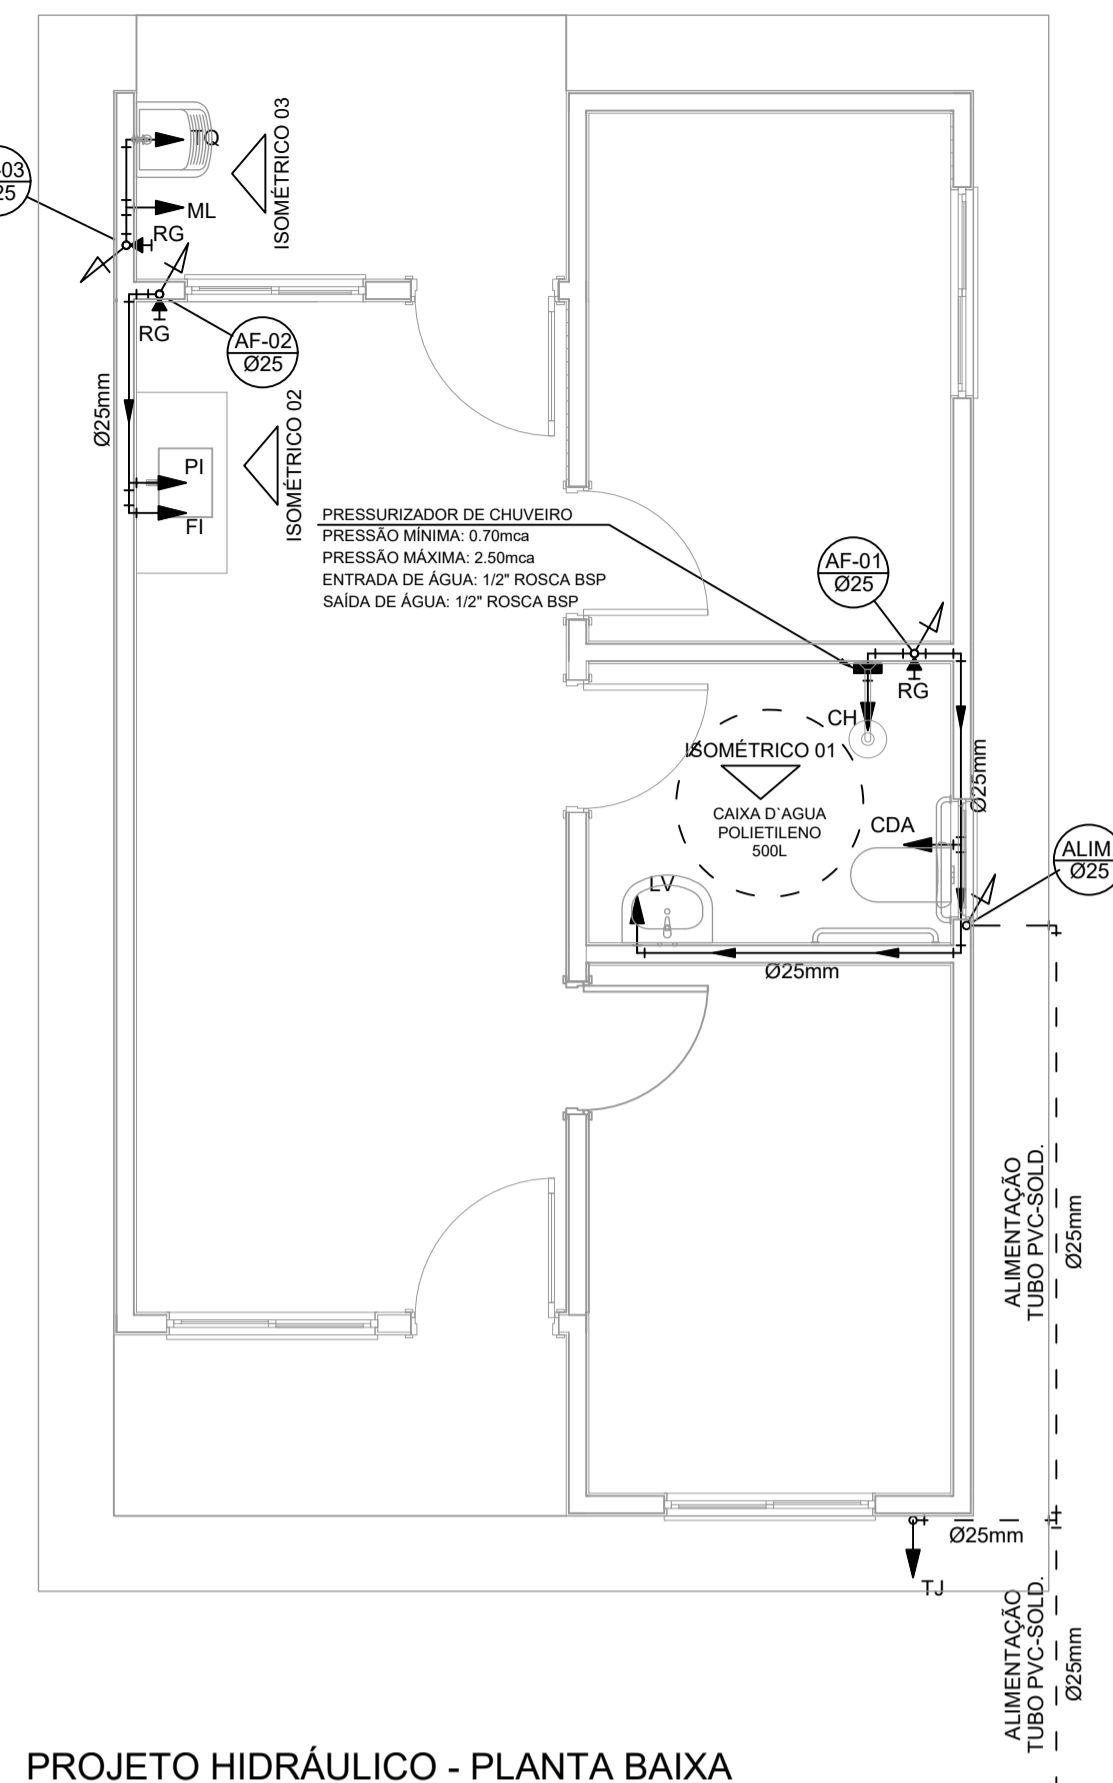 TQ
ISOMÉTRICO 03
-03
25
ML
RG
RG
AF-02
Ø25
Ø25mm
ISOMÉTRICO 02
PI
FI
PRESSURIZADOR DE CHUVEIRO
PRESSÃO MÍNIMA: 0.70mca
PRESSÃO MÁXIMA: 2.50mca
ENTRADA DE ÁGUA: 1/2" ROSCA BSP
SAÍDA DE ÁGUA: 1/2" ROSCA BSP
AF-01
Ø25
RG
CH
ISOMÉTRICO 01
Ø25mm
CAIXA D`AGUA
POLIETILENO
500L
CDA
ALIM
Ø25
LV
Ø25mm
ALIMENTAÇÃO
TUBO PVC-SOLD.
Ø25mm
Ø25mm
TJ
ALIMENTAÇÃO
TUBO PVC-SOLD.
Ø25mm
PROJETO HIDRÁULICO - PLANTA BAIXA